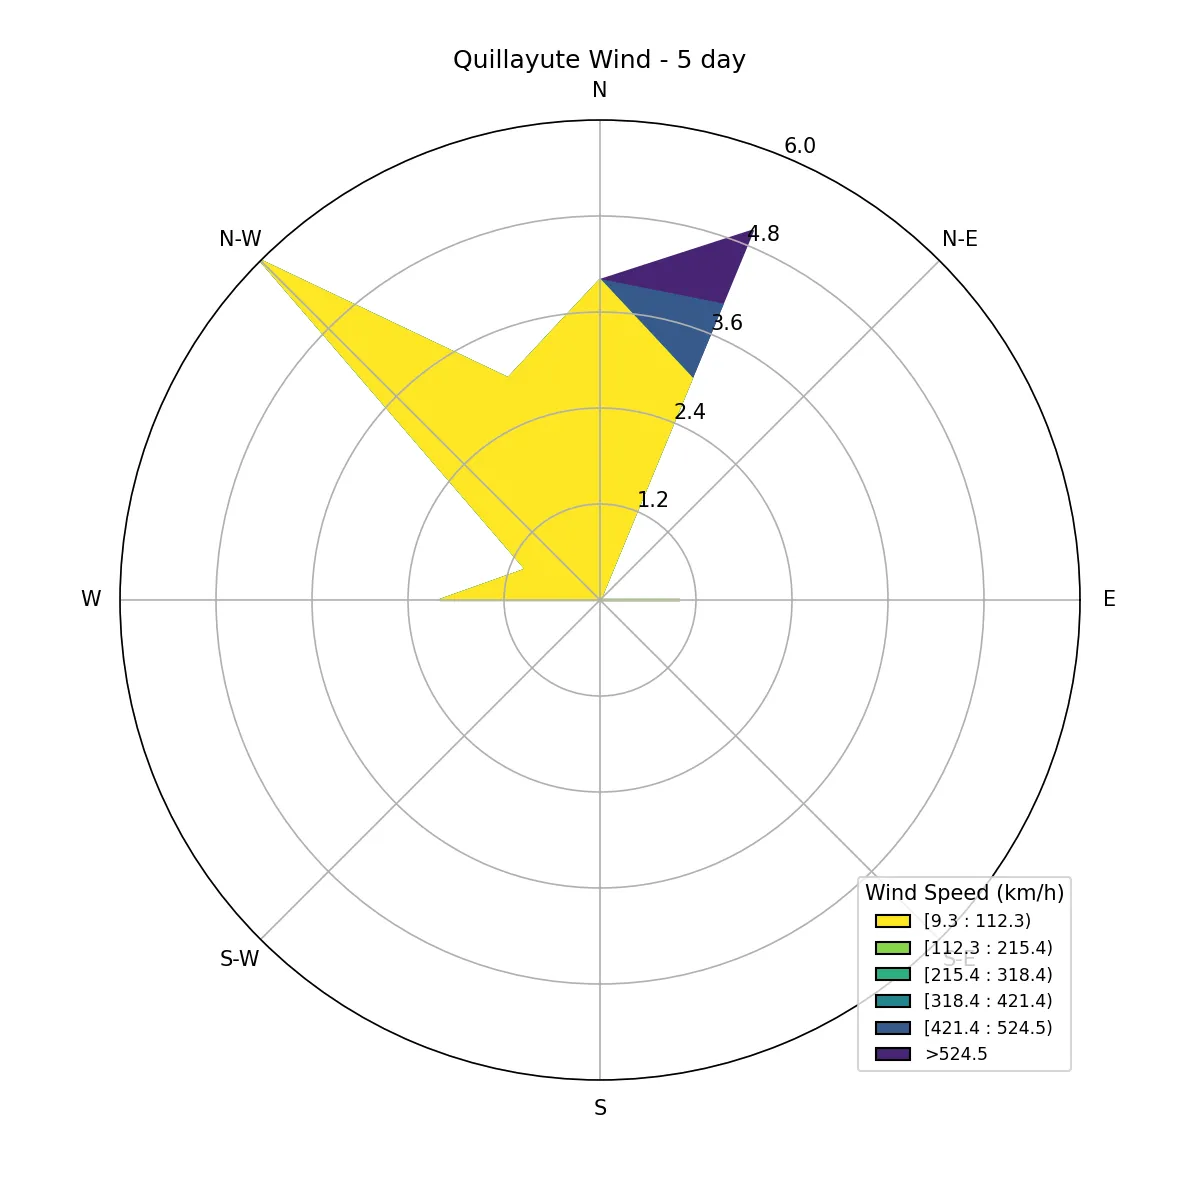 Quillayute Wind - 5 day
N
6.0
N-W
4.8
N-E
3.6
2.4
1.2
W
E
S-W
S-E
S
Wind Speed (km/h)
[9.3 : 112.3)
[112.3 : 215.4)
[215.4 : 318.4)
[318.4 : 421.4)
[421.4 : 524.5)
>524.5